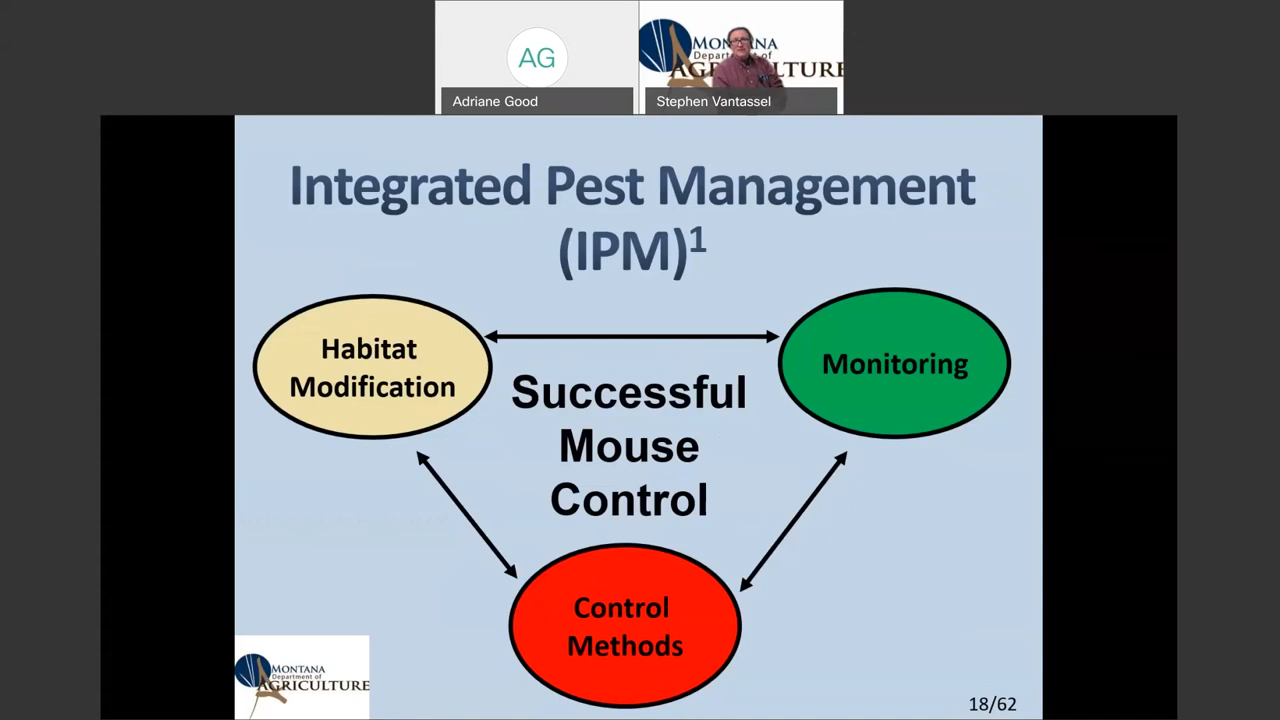 AG
Adriane Good
MONTANA
Department of
AGRICULTURE
Stephen Vantassel
Integrated Pest Management
(IPM)¹
Habitat
Modification
Monitoring
Successful
Mouse
Control
Control
Methods
MONTANA
Department of
AGRICULTURE
18/62